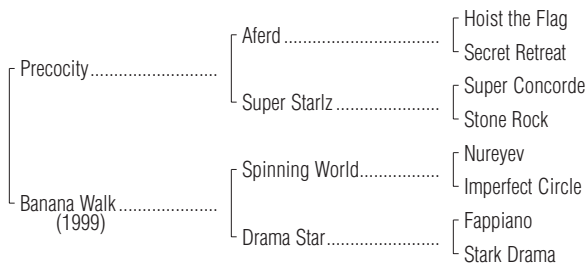 Hoist the Flag
Aferd
Secret Retreat
Precocity
Super Concorde
Super Starlz
Stone Rock
Nureyev
Spinning World
Imperfect Circle
Banana Walk
(1999)
Fappiano
Drama Star
Stark Drama